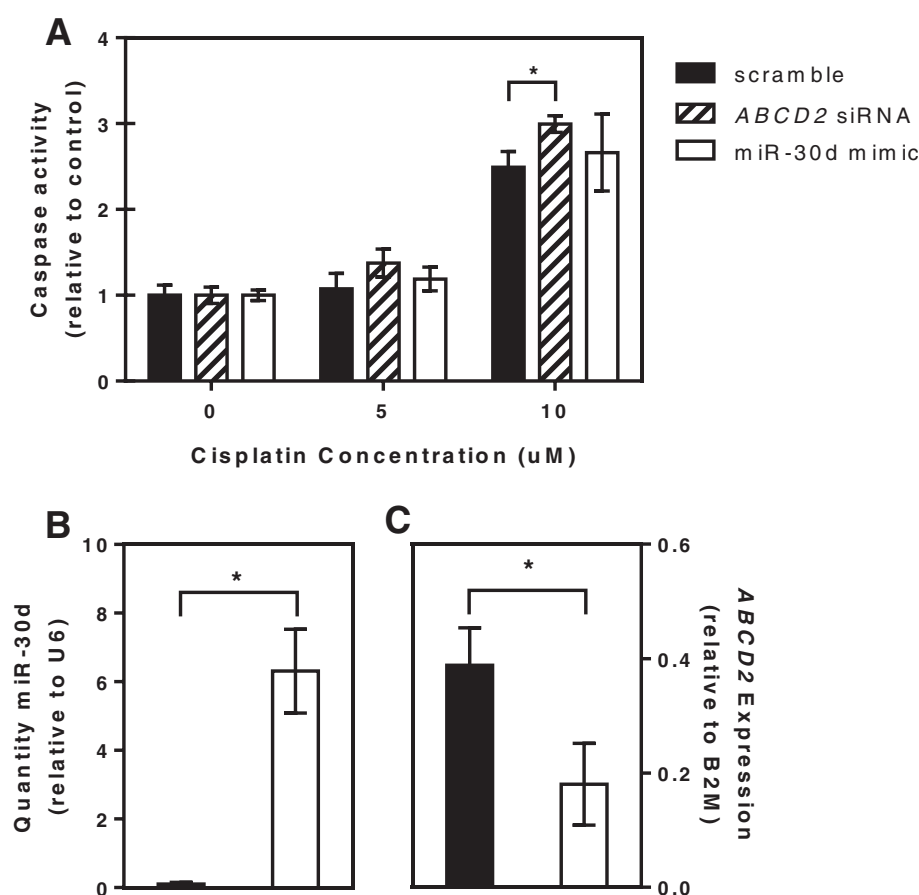 A
4
3
2
1
0
Caspase activity
(relative to control)
*
0
5
10
Cisplatin Concentration (uM)
scramble
ABCD2 siRNA
miR-30d mimic
B
10
8
6
4
2
0
Quantity miR-30d
(relative to U6)
*
C
*
0.6
0.4
0.2
0.0
ABCD2 Expression
(relative to B2M)